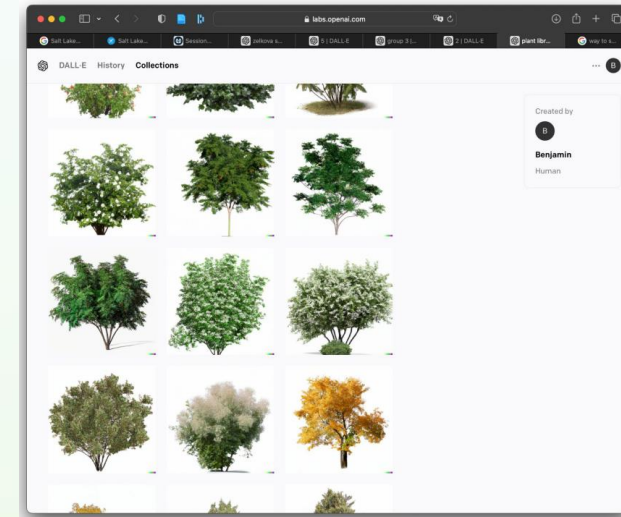 labs.openai.com
Salt Lake...
Salt Lake...
Session...
zelkova s...
5 | DALL·E
group 3 |...
2 | DALL·E
plant libr...
way to s...
DALL·E History Collections
... B
Created by
B
Benjamin
Human